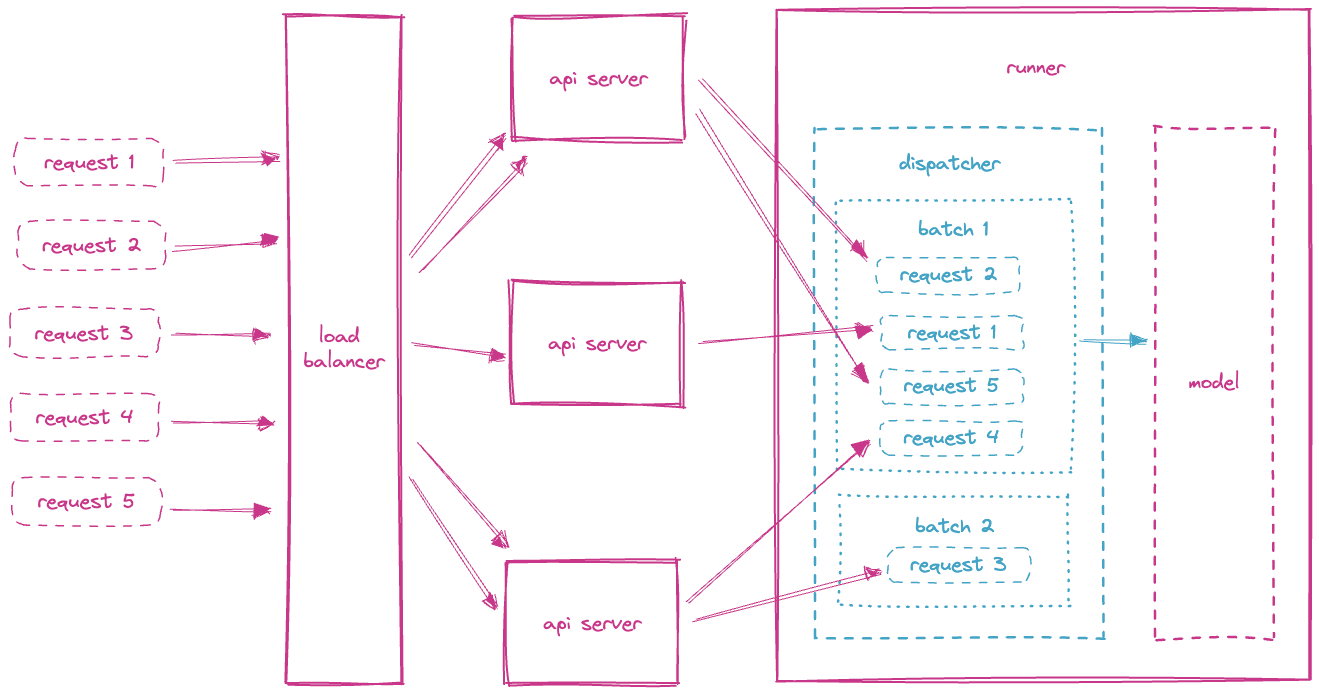 request 1
request 2
request 3
request 4
request 5
load
balancer
api server
api server
api server
runner
dispatcher
batch 1
request 2
request 1
request 5
request 4
batch 2
request 3
model